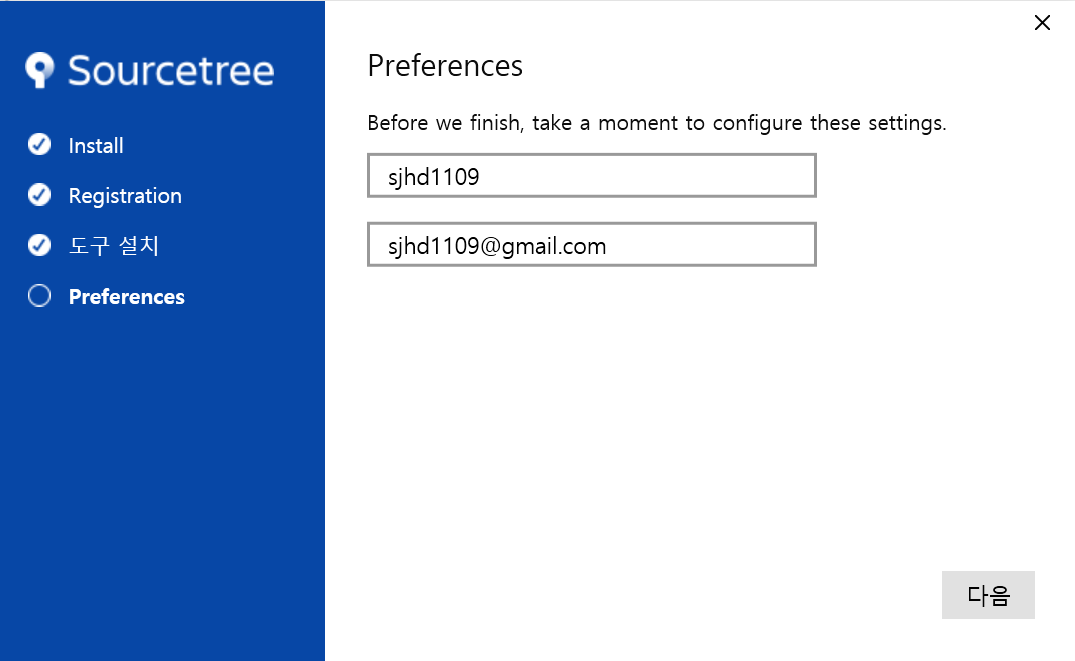 Sourcetree
Install
Registration
도구 설치
Preferences
Preferences
Before we finish, take a moment to configure these settings.
sjhd1109
sjhd1109@gmail.com
다음